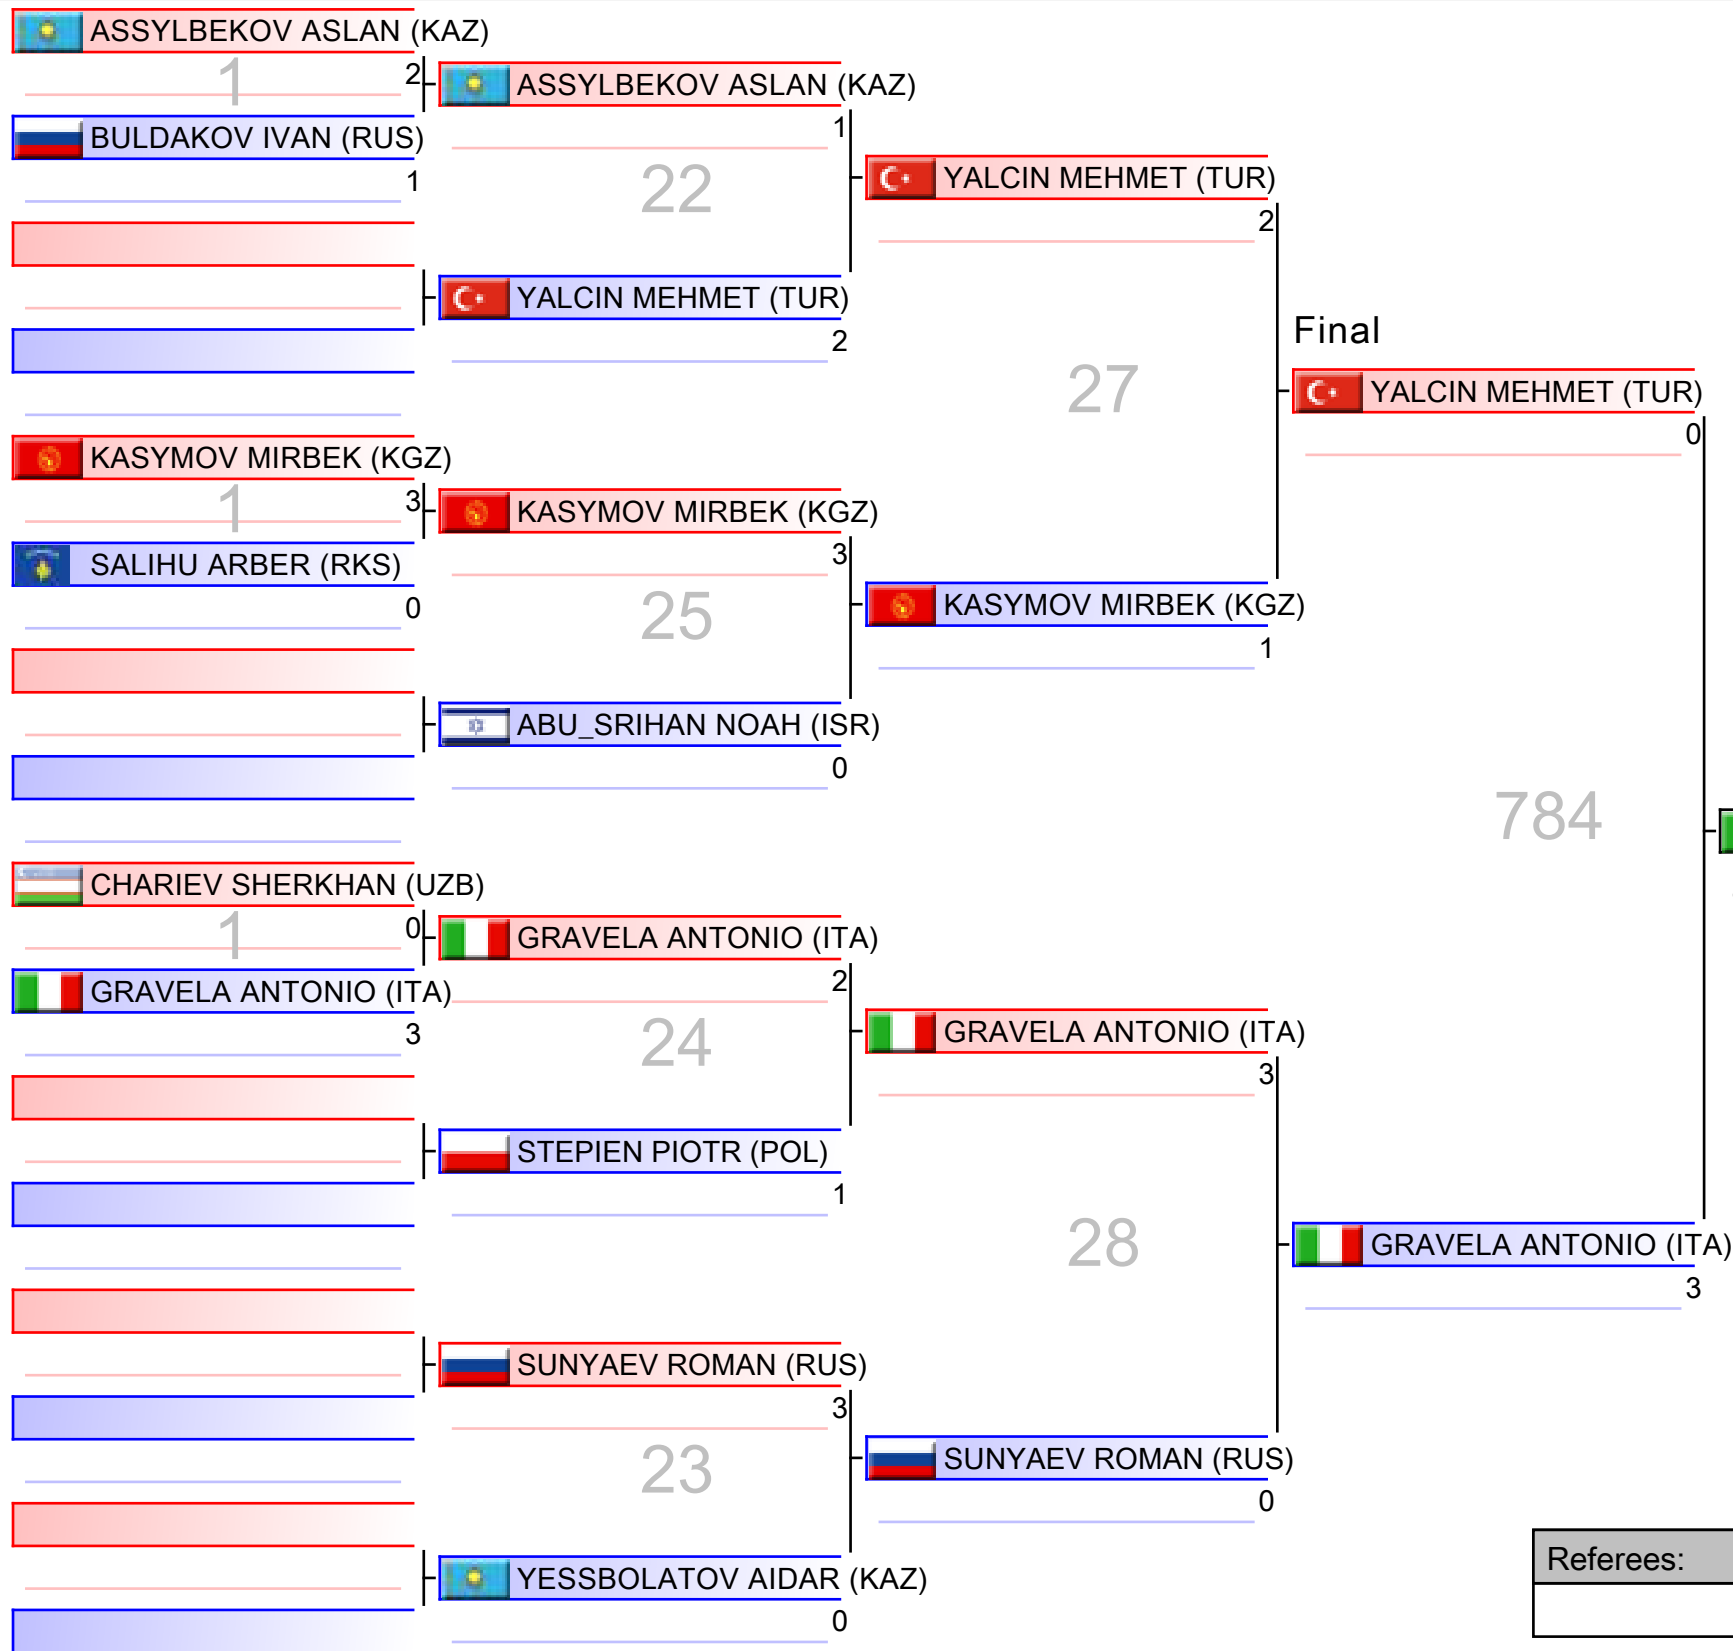 ASSYLBEKOV ASLAN (KAZ)
1
2
BULDAKOV IVAN (RUS)
1
KASYMOV MIRBEK (KGZ)
1
3
SALIHU ARBER (RKS)
0
CHARIEV SHERKHAN (UZB)
1
0
GRAVELA ANTONIO (ITA)
3
ASSYLBEKOV ASLAN (KAZ)
1
22
YALCIN MEHMET (TUR)
2
KASYMOV MIRBEK (KGZ)
3
25
ABU_SRIHAN NOAH (ISR)
0
GRAVELA ANTONIO (ITA)
2
24
STEPIEN PIOTR (POL)
1
SUNYAEV ROMAN (RUS)
3
23
YESSBOLATOV AIDAR (KAZ)
0
YALCIN MEHMET (TUR)
2
27
KASYMOV MIRBEK (KGZ)
1
GRAVELA ANTONIO (ITA)
3
28
SUNYAEV ROMAN (RUS)
0
Final
YALCIN MEHMET (TUR)
0
784
GRAVELA ANTONIO (ITA)
3
Referees: